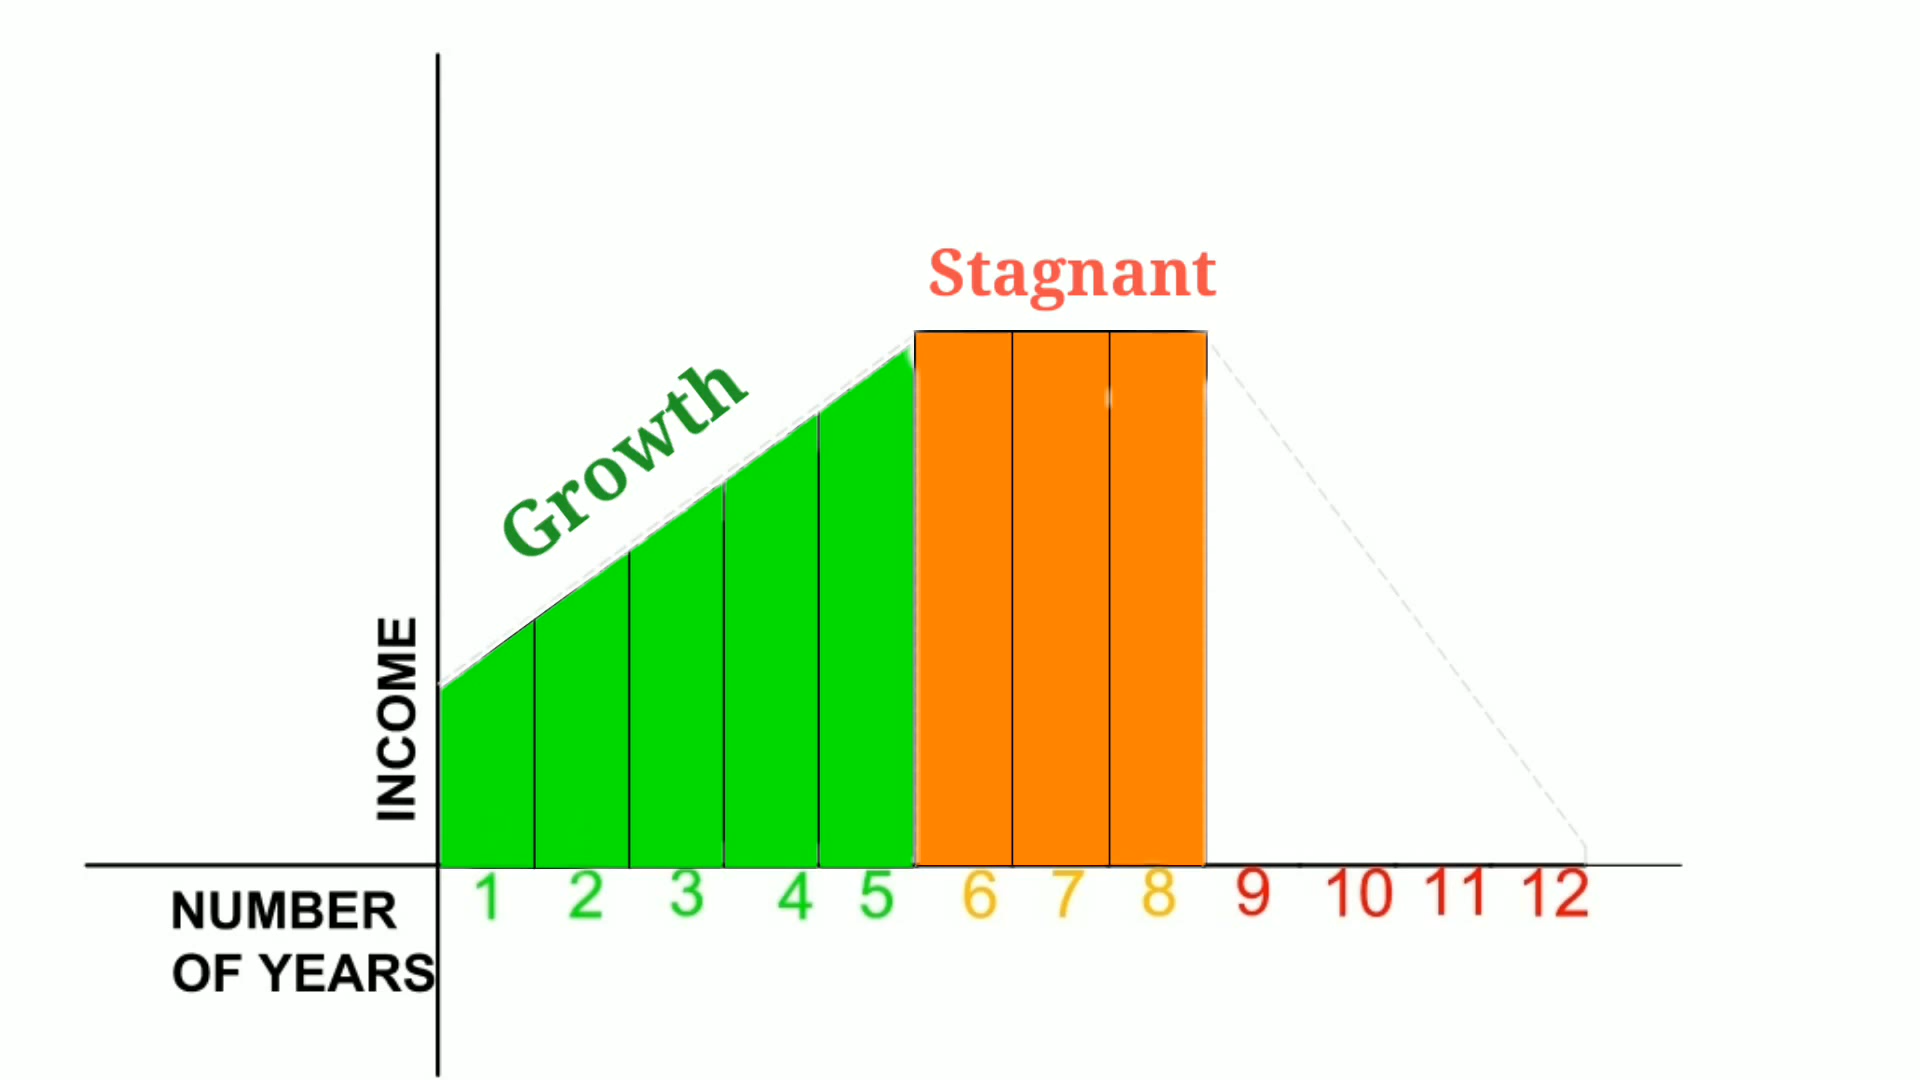 Stagnant
Growth
INCOME
1 2 3 4 5 6 7 8 9 10 11 12
NUMBER
OF YEARS